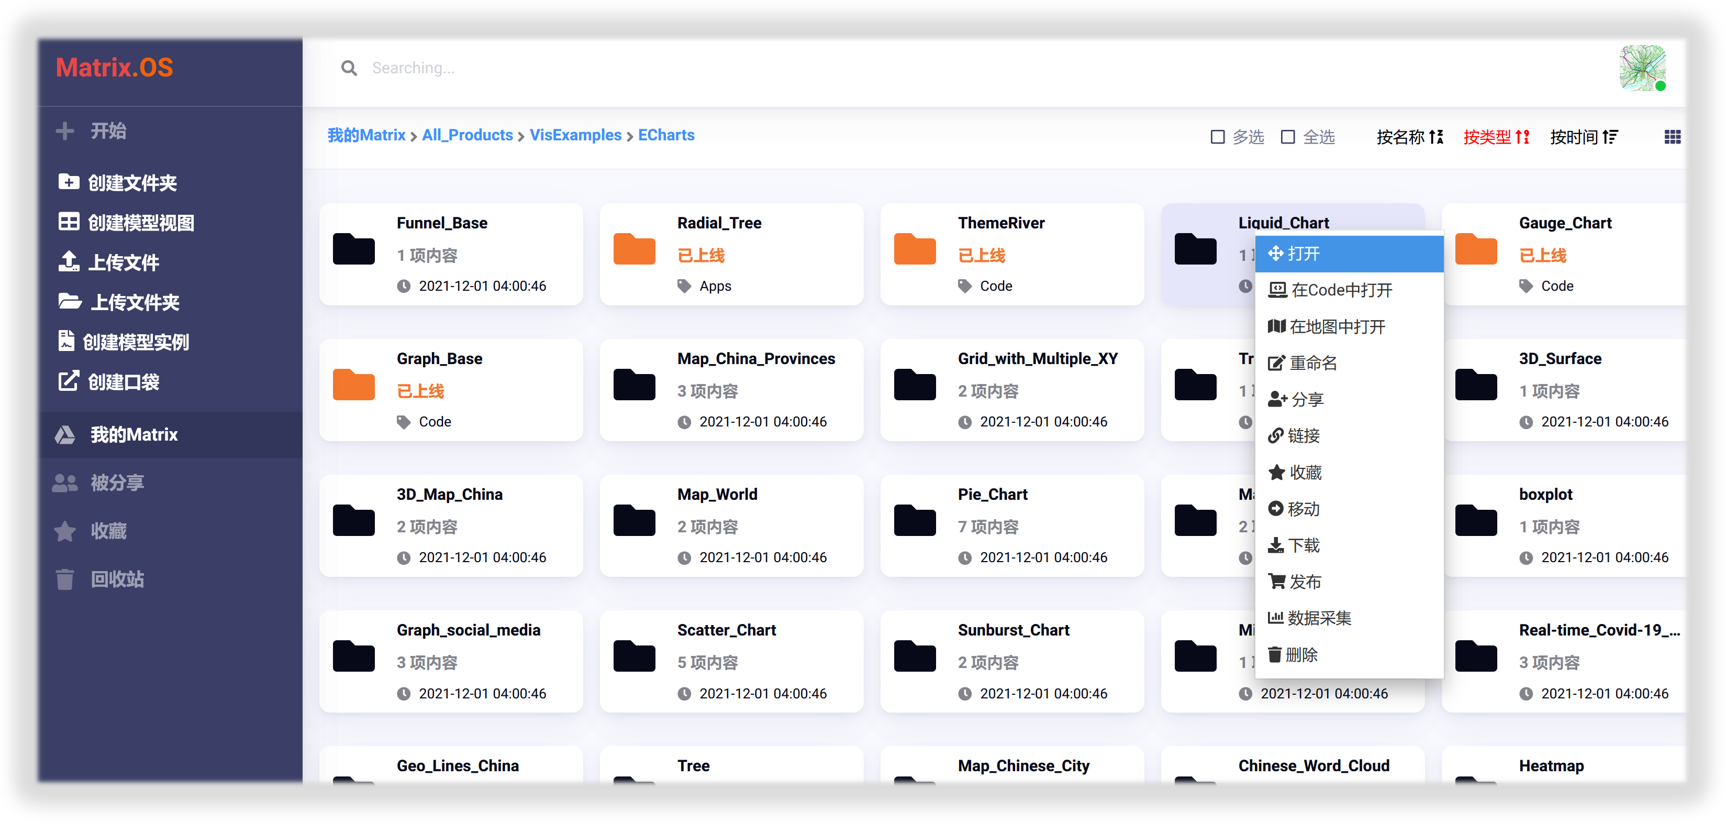 Matrix.OS
Searching...
开始
创建文件夹
创建模型视图
上传文件
上传文件夹
创建模型实例
创建口袋
我的Matrix
被分享
收藏
回收站
我的Matrix > All_Products > VisExamples > ECharts
多选 全选 按名称 按类型 按时间
Funnel_Base
1 项内容
2021-12-01 04:00:46
Radial_Tree
已上线
Apps
ThemeRiver
已上线
Code
Liquid_Chart
1
Gauge_Chart
已上线
Code
打开
在Code中打开
在地图中打开
重命名
分享
链接
收藏
移动
下载
发布
数据采集
删除
Graph_Base
已上线
Code
Map_China_Provinces
3 项内容
2021-12-01 04:00:46
Grid_with_Multiple_XY
2 项内容
2021-12-01 04:00:46
Tr
1
3D_Surface
1 项内容
2021-12-01 04:00:46
3D_Map_China
2 项内容
2021-12-01 04:00:46
Map_World
2 项内容
2021-12-01 04:00:46
Pie_Chart
7 项内容
2021-12-01 04:00:46
2
boxplot
1 项内容
2021-12-01 04:00:46
Graph_social_media
3 项内容
2021-12-01 04:00:46
Scatter_Chart
5 项内容
2021-12-01 04:00:46
Sunburst_Chart
2 项内容
2021-12-01 04:00:46
1
2021-12-01 04:00:46
Real-time_Covid-19_...
3 项内容
2021-12-01 04:00:46
Geo_Lines_China
Tree
Map_Chinese_City
Chinese_Word_Cloud
Heatmap